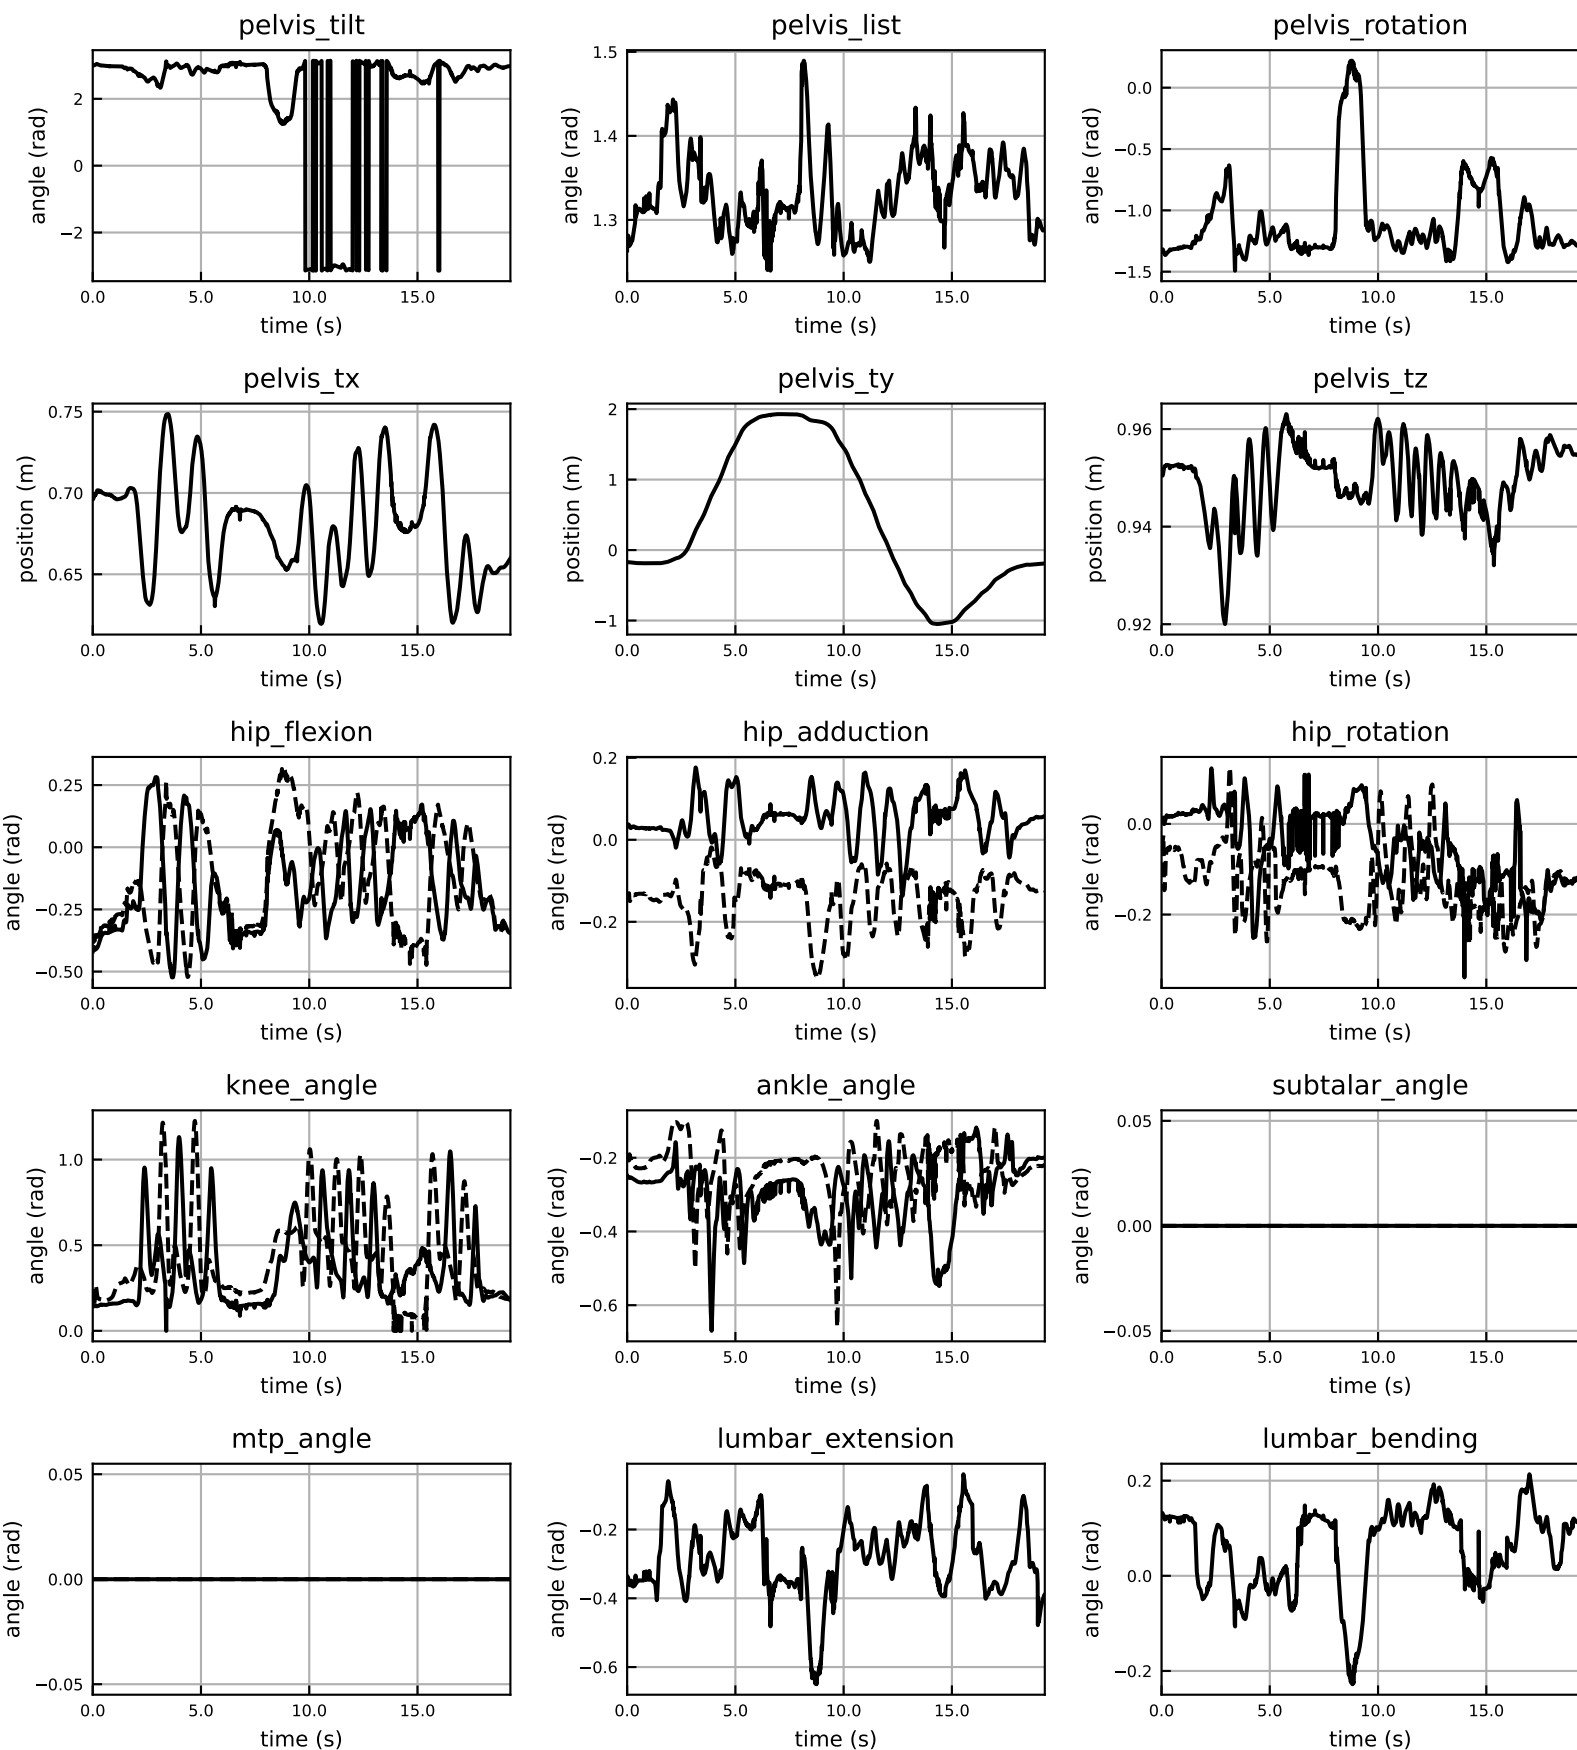 pelvis_tilt
angle (rad)
2
0
−2
0.0 5.0 10.0 15.0
time (s)
pelvis_list
angle (rad)
1.5
1.4
1.3
0.0 5.0 10.0 15.0
time (s)
pelvis_rotation
angle (rad)
0.0
−0.5
−1.0
−1.5
0.0 5.0 10.0 15.0
time (s)
pelvis_tx
position (m)
0.75
0.70
0.65
0.0 5.0 10.0 15.0
time (s)
pelvis_ty
position (m)
2
1
0
−1
0.0 5.0 10.0 15.0
time (s)
pelvis_tz
position (m)
0.96
0.94
0.92
0.0 5.0 10.0 15.0
time (s)
hip_flexion
angle (rad)
0.25
0.00
−0.25
−0.50
0.0 5.0 10.0 15.0
time (s)
hip_adduction
angle (rad)
0.2
0.0
−0.2
0.0 5.0 10.0 15.0
time (s)
hip_rotation
angle (rad)
0.0
−0.2
0.0 5.0 10.0 15.0
time (s)
knee_angle
angle (rad)
1.0
0.5
0.0
0.0 5.0 10.0 15.0
time (s)
ankle_angle
angle (rad)
−0.2
−0.4
−0.6
0.0 5.0 10.0 15.0
time (s)
subtalar_angle
angle (rad)
0.05
0.00
−0.05
0.0 5.0 10.0 15.0
time (s)
mtp_angle
angle (rad)
0.05
0.00
−0.05
0.0 5.0 10.0 15.0
time (s)
lumbar_extension
angle (rad)
−0.2
−0.4
−0.6
0.0 5.0 10.0 15.0
time (s)
lumbar_bending
angle (rad)
0.2
0.0
−0.2
0.0 5.0 10.0 15.0
time (s)